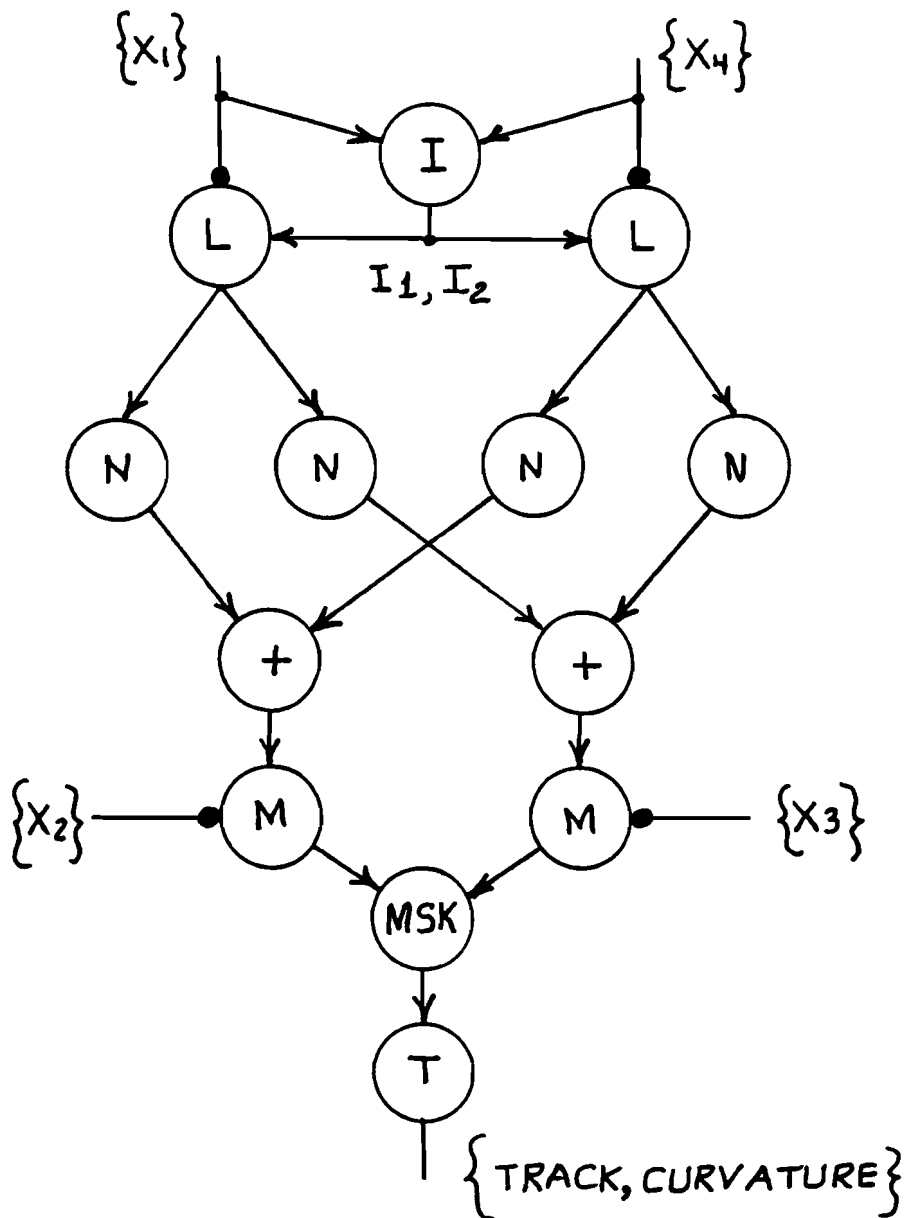 {X1} {X4}
I
L L
I1, I2
N N N N
+ +
{X2} M M {X3}
MSK
T
{TRACK, CURVATURE}